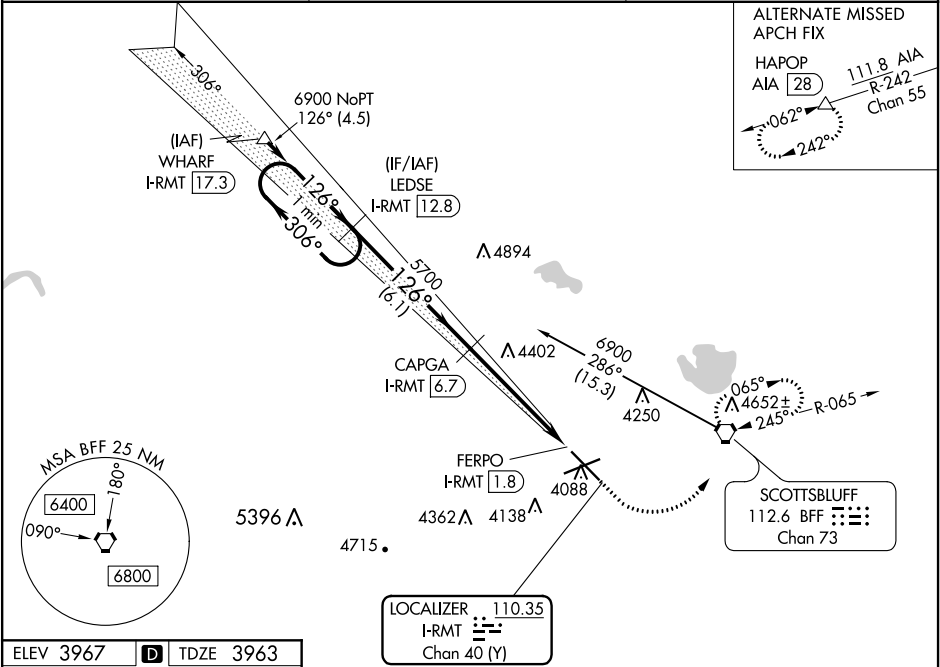 ALTERNATE MISSED
APCH FIX
HAPOP
AIA 28
111.8 AIA
R-242
Chan 55
062°
242°
306°
6900 NoPT
126° (4.5)
(IAF)
WHARF
I-RMT 17.3
(IF/IAF)
LEDSE
I-RMT 12.8
126°
1 min
306°
4894
5700
126°
(6.1)
CAPGA
I-RMT 6.7
4402
6900
286°
(15.3)
4250
065°
4652±
245°
R-065
FERPO
I-RMT 1.8
4088
SCOTTSBLUFF
112.6 BFF
Chan 73
MSA BFF 25 NM
180°
6400
090°
6800
5396
4362
4138
4715
LOCALIZER 110.35
I-RMT
Chan 40 (Y)
ELEV 3967 D TDZE 3963